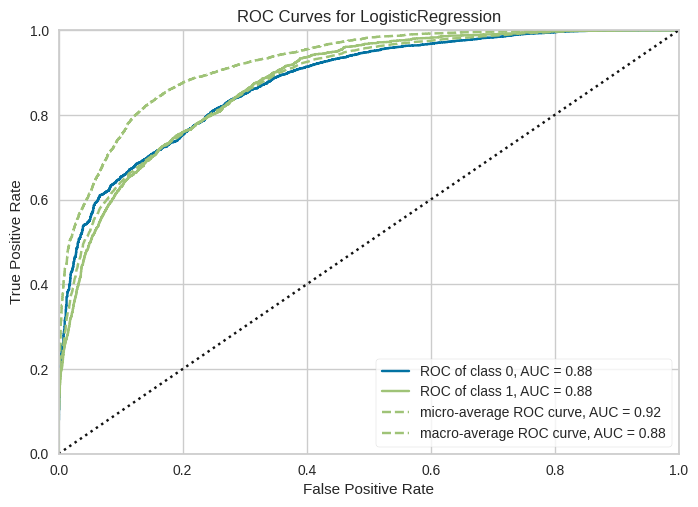 ROC Curves for LogisticRegression
1.0
0.8
0.6
0.4
0.2
0.0
True Positive Rate
ROC of class 0, AUC = 0.88
ROC of class 1, AUC = 0.88
micro-average ROC curve, AUC = 0.92
macro-average ROC curve, AUC = 0.88
0.0 0.2 0.4 0.6 0.8 1.0
False Positive Rate